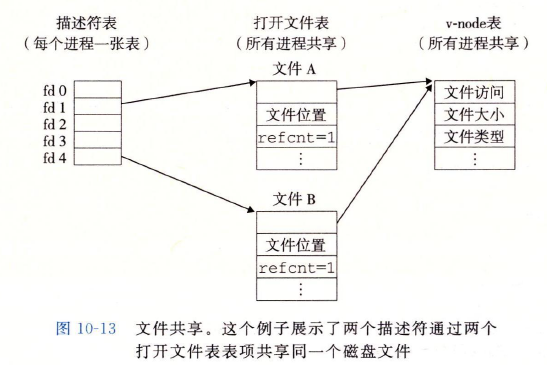 描述符表
（每个进程一张表）
打开文件表
（所有进程共享）
v-node表
（所有进程共享）
文件 A
fd 0
fd 1
fd 2
fd 3
fd 4
文件位置
refcnt=1
⋮
文件访问
文件大小
文件类型
⋮
文件 B
文件位置
refcnt=1
⋮
图 10-13 文件共享。这个例子展示了两个描述符通过两个
打开文件表表项共享同一个磁盘文件